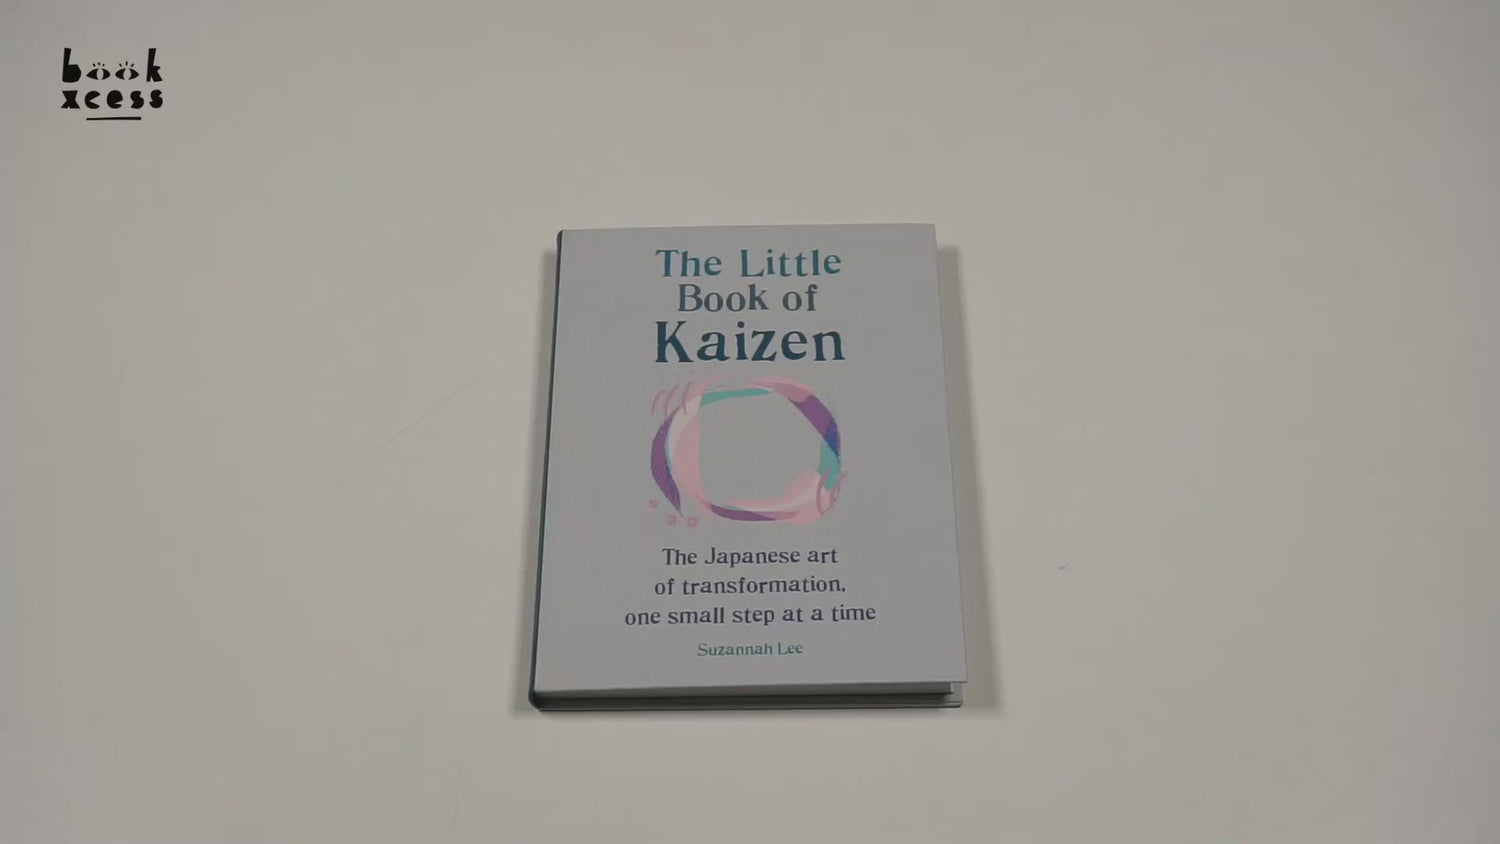 book
xcess
The Little
Book of
Kaizen
The Japanese art
of transformation,
one small step at a time
Suzannah Lee